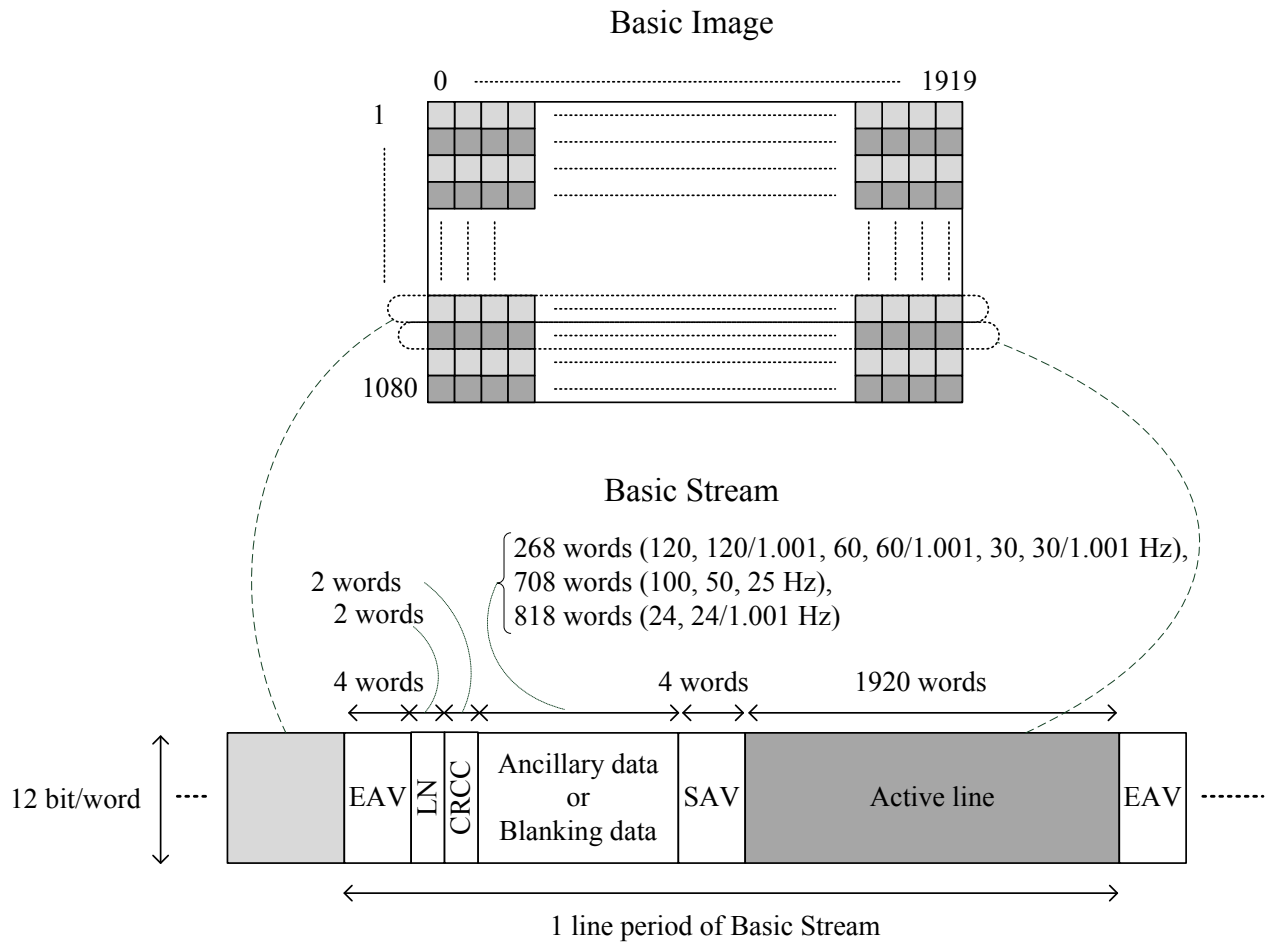 Basic Image
0
1919
1
1080
Basic Stream
268 words (120, 120/1.001, 60, 60/1.001, 30, 30/1.001 Hz),
708 words (100, 50, 25 Hz),
818 words (24, 24/1.001 Hz)
2 words
2 words
4 words
4 words
1920 words
12 bit/word
EAV
LN
CRCC
Ancillary data
or
Blanking data
SAV
Active line
EAV
1 line period of Basic Stream